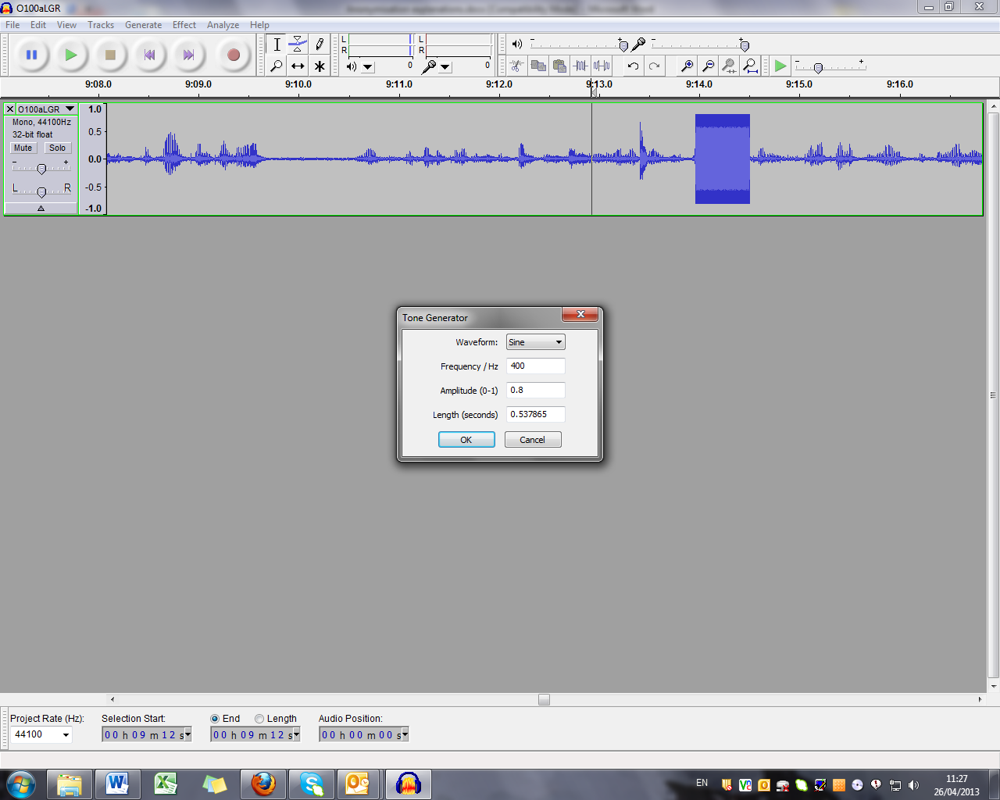 O100aLGR
File Edit View Tracks Generate Effect Analyze Help
L
R
0
L
R
0
9:08.0 9:09.0 9:10.0 9:11.0 9:12.0 9:13.0 9:14.0 9:15.0 9:16.0
O100aLGR
Mono, 44100Hz
32-bit float
Mute Solo
- +
L R
1.0
0.5
0.0
-0.5
-1.0
Tone Generator
Waveform: Sine
Frequency / Hz 400
Amplitude (0-1) 0.8
Length (seconds) 0.537865
OK Cancel
Project Rate (Hz): Selection Start: End Length Audio Position:
44100 00 h 09 m 12 s 00 h 09 m 12 s 00 h 00 m 00 s
EN
11:27
26/04/2013